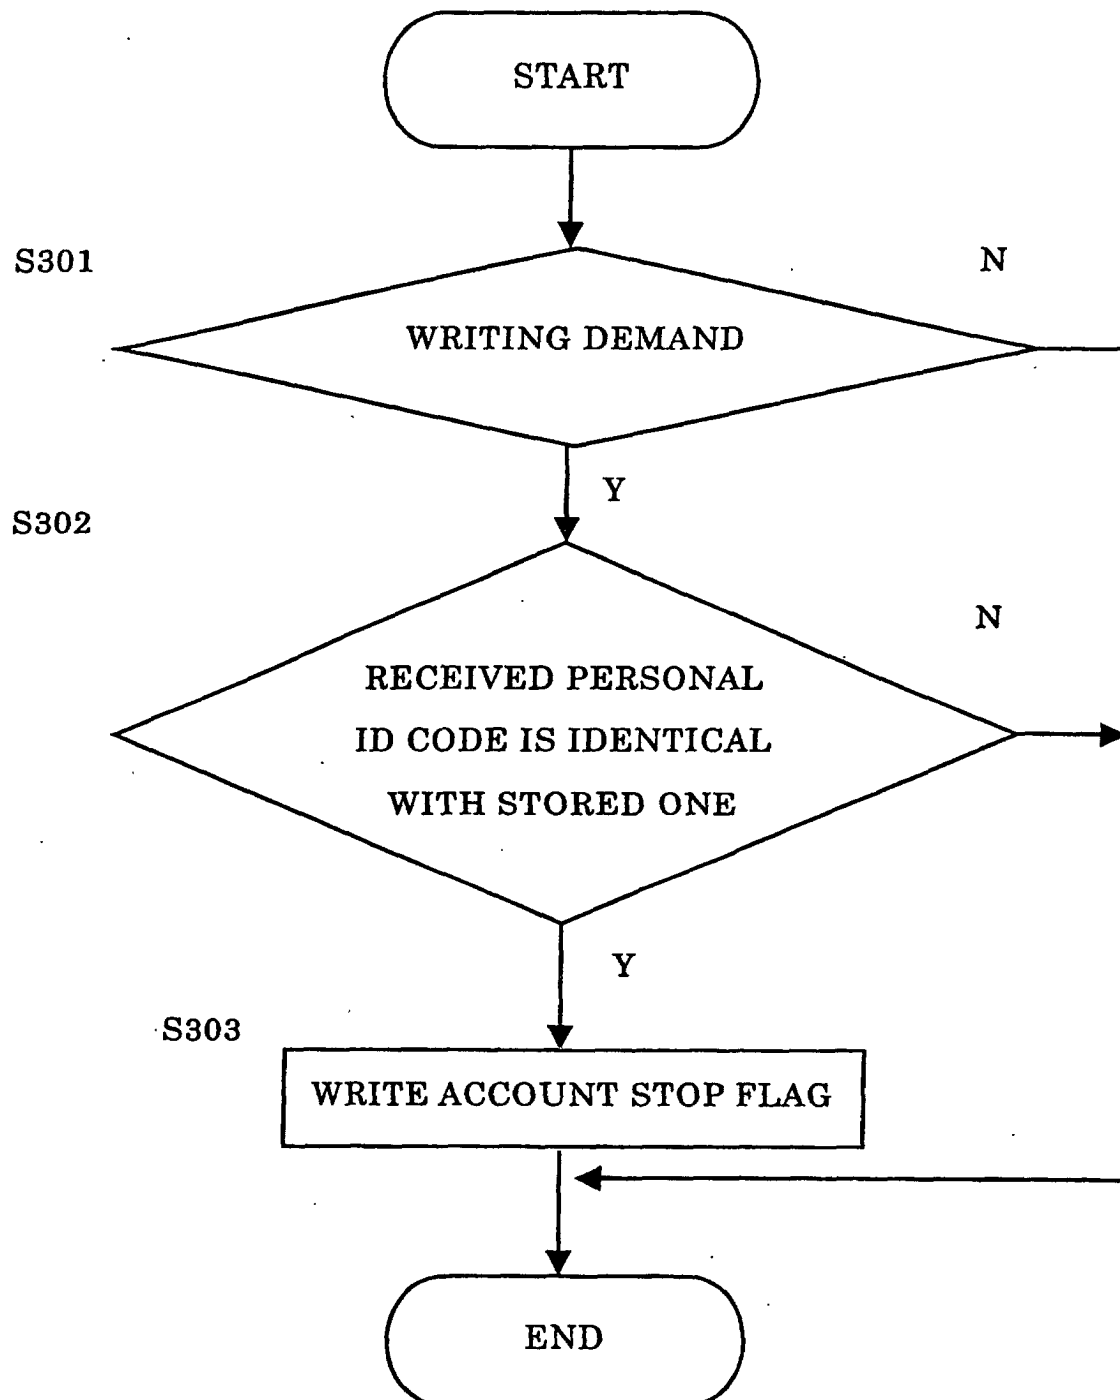 START
S301
N
WRITING DEMAND
Y
S302
N
RECEIVED PERSONAL
ID CODE IS IDENTICAL
WITH STORED ONE
Y
S303
WRITE ACCOUNT STOP FLAG
END